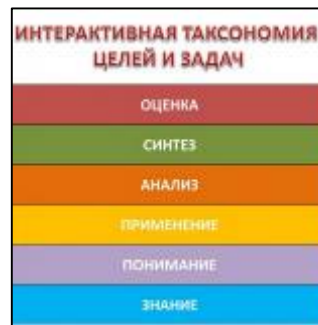 ИНТЕРАКТИВНАЯ ТАКСОНОМИЯ
ЦЕЛЕЙ И ЗАДАЧ
ОЦЕНКА
СИНТЕЗ
АНАЛИЗ
ПРИМЕНЕНИЕ
ПОНИМАНИЕ
ЗНАНИЕ